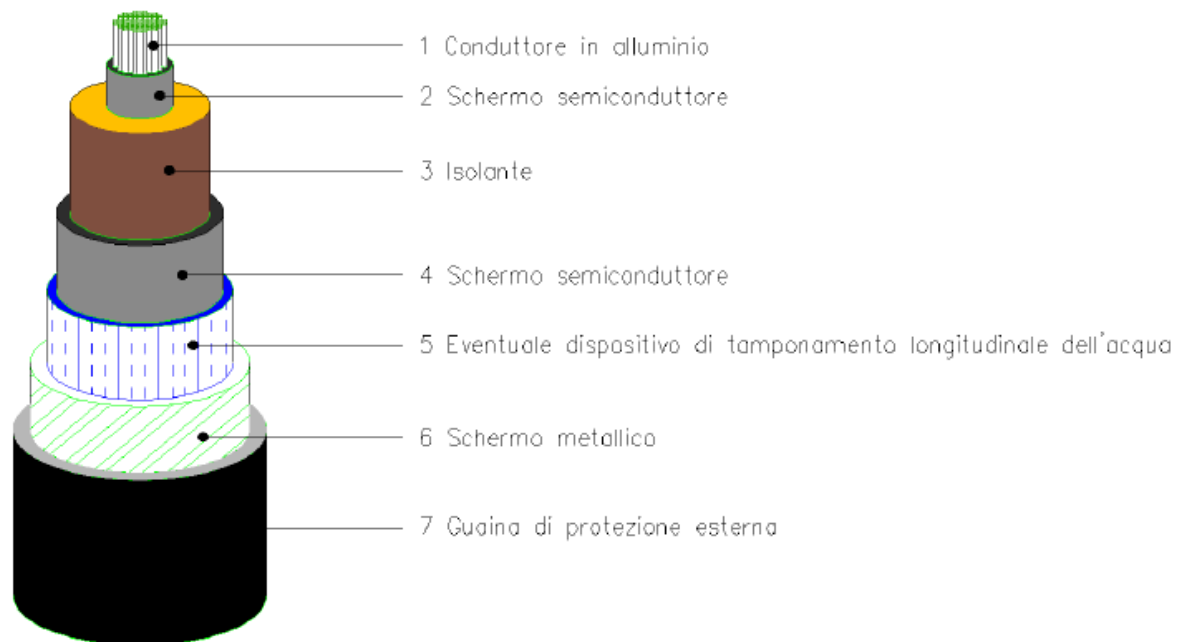 1 Conduttore in alluminio
2 Schermo semiconduttore
3 Isolante
4 Schermo semiconduttore
5 Eventuale dispositivo di tamponamento longitudinale dell'acqua
6 Schermo metallico
7 Guaina di protezione esterna